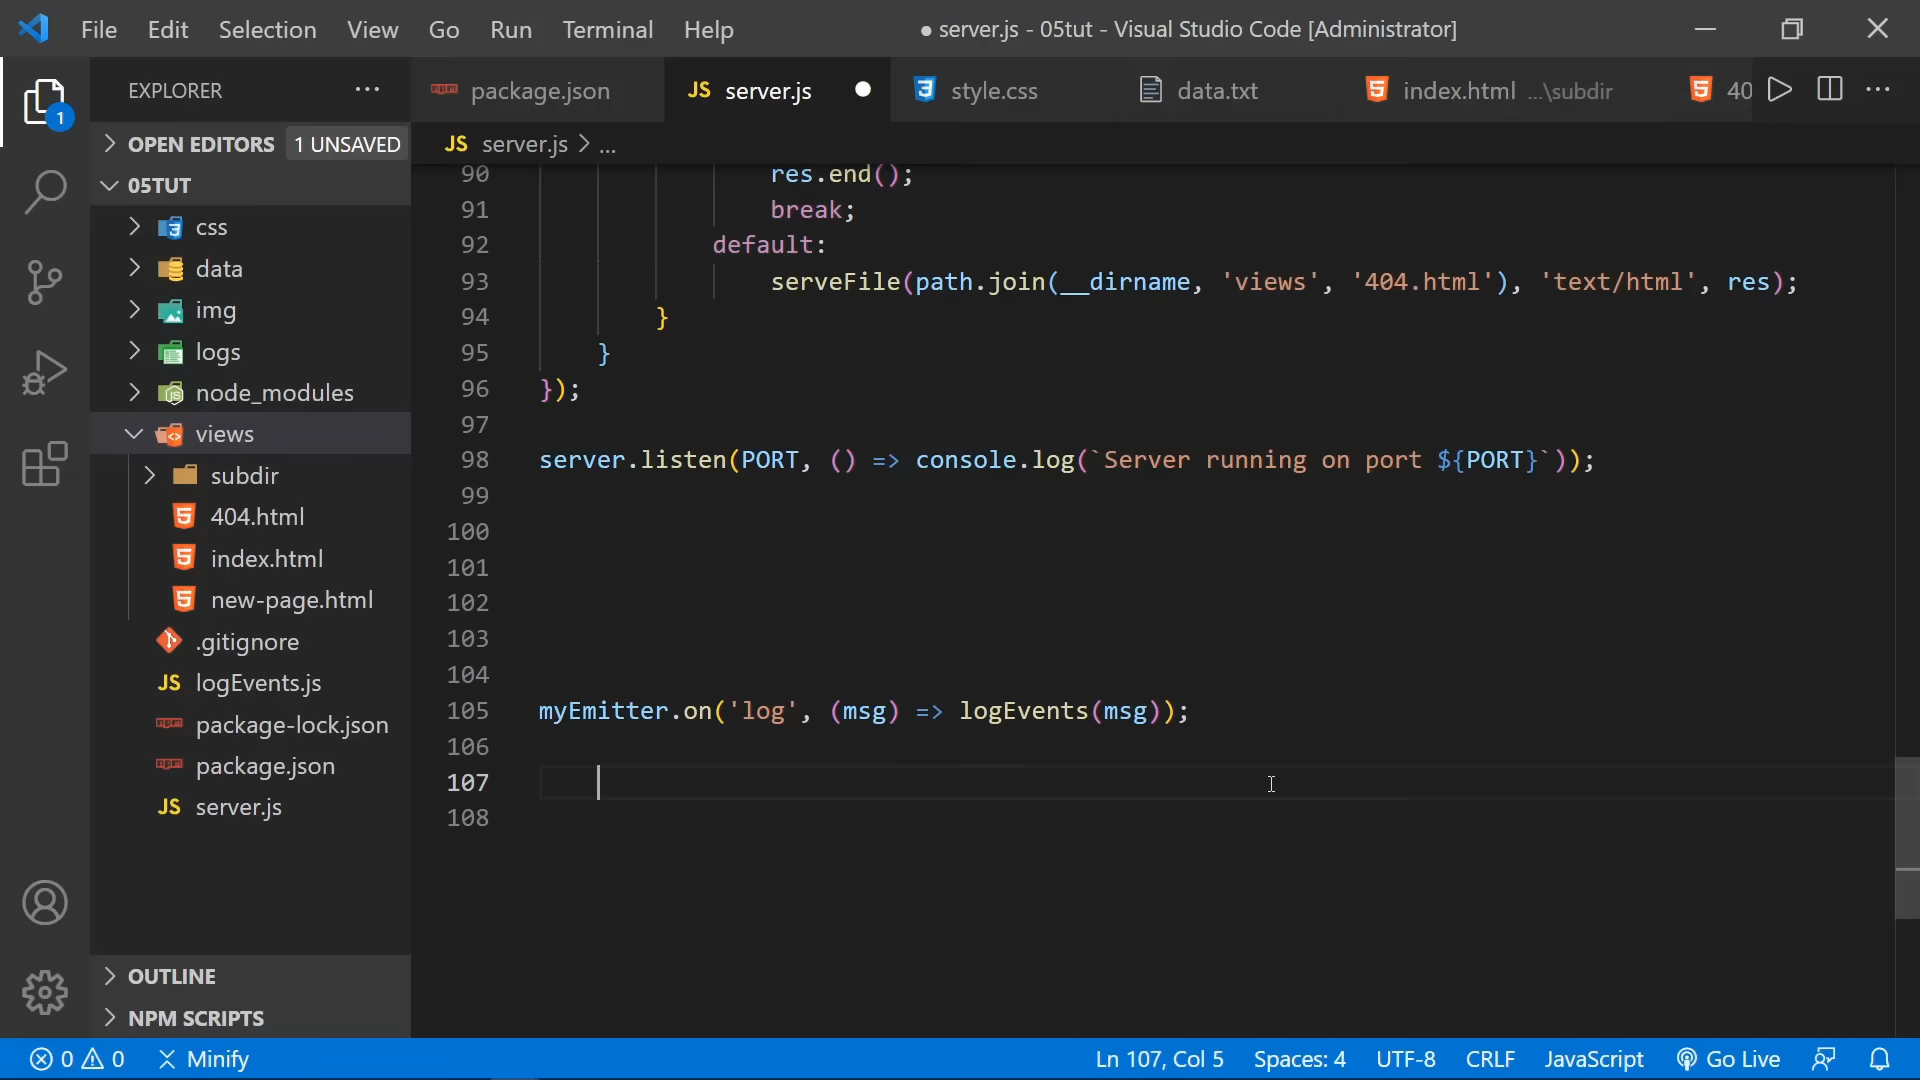 File Edit Selection View Go Run Terminal Help
● server.js - 05tut - Visual Studio Code [Administrator]
EXPLORER
package.json
JS server.js
style.css
data.txt
index.html ...\subdir
40
OPEN EDITORS 1 UNSAVED
JS server.js > ...
05TUT
css
data
img
logs
node_modules
views
subdir
404.html
index.html
new-page.html
.gitignore
JS logEvents.js
package-lock.json
package.json
JS server.js
OUTLINE
NPM SCRIPTS
1
90 res.end();
91 break;
92 default:
93 serveFile(path.join(__dirname, 'views', '404.html'), 'text/html', res);
94 }
95 }
96 });
97
98 server.listen(PORT, () => console.log(`Server running on port ${PORT}`));
99
100
101
102
103
104
105 myEmitter.on('log', (msg) => logEvents(msg));
106
107
108
0 0 Minify
Ln 107, Col 5 Spaces: 4 UTF-8 CRLF JavaScript Go Live